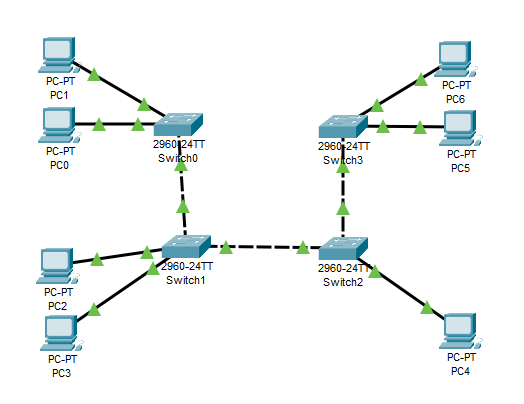 PC-PT
PC1
PC-PT
PC0
2960-24TT
Switch0
PC-PT
PC6
PC-PT
PC5
2960-24TT
Switch3
PC-PT
PC2
PC-PT
PC3
2960-24TT
Switch1
2960-24TT
Switch2
PC-PT
PC4